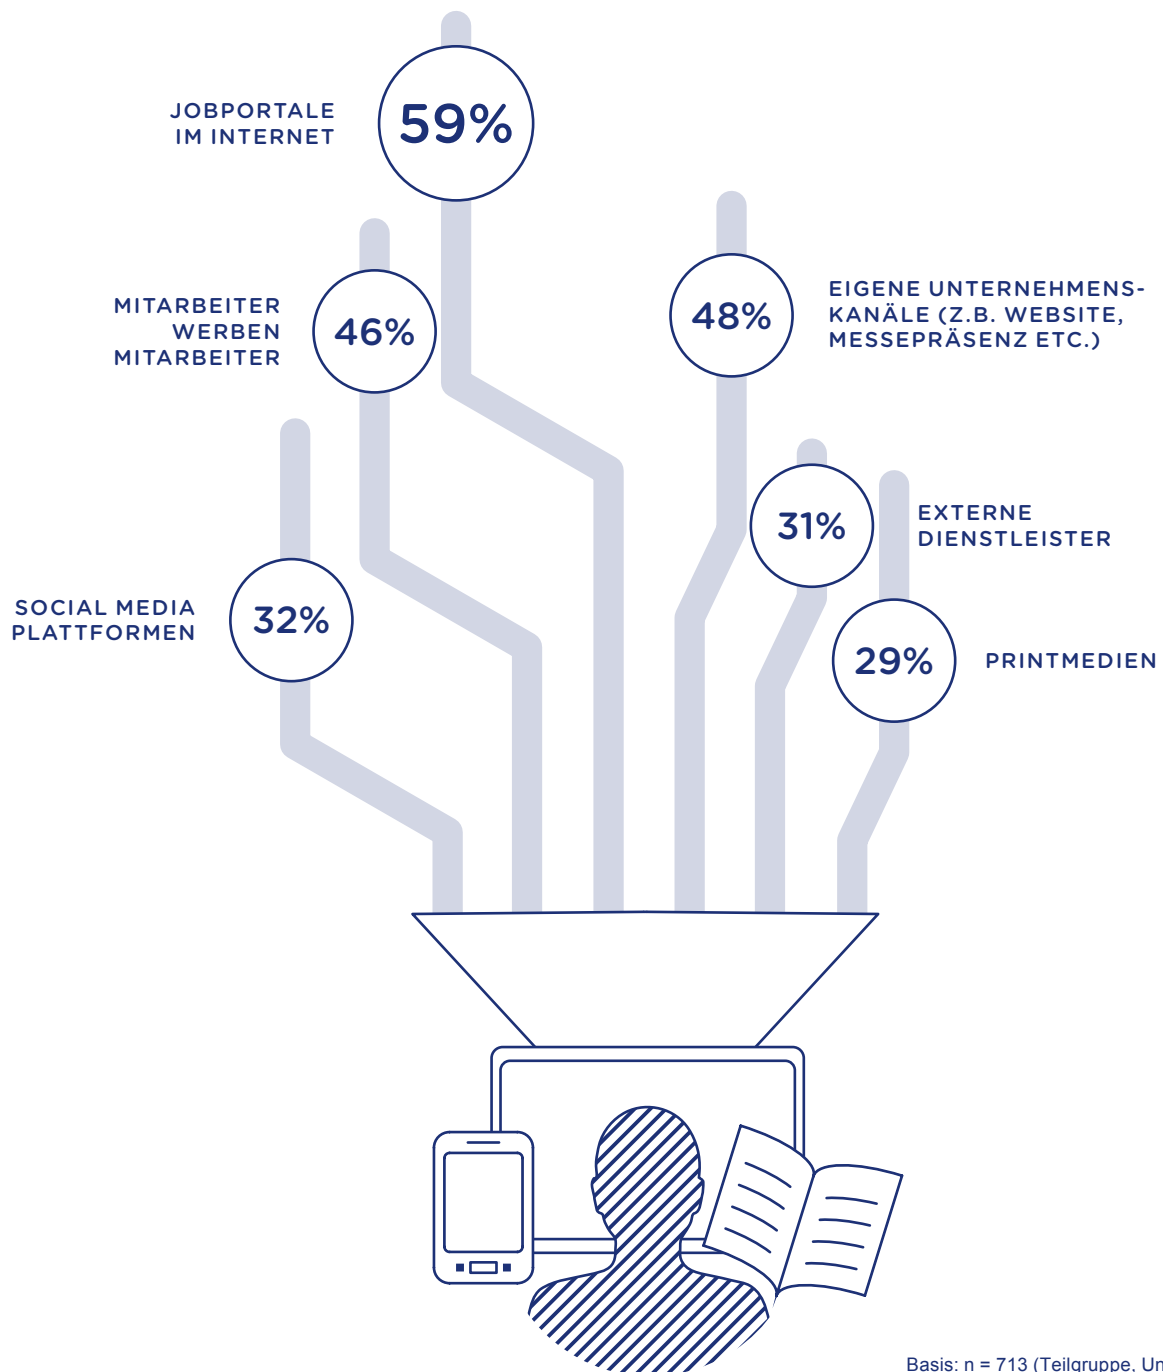 JOBPORTALE
IM INTERNET
59%
MITARBEITER
WERBEN
MITARBEITER
46%
48%
EIGENE UNTERNEHMENS-
KANÄLE (Z.B. WEBSITE,
MESSEPRÄSENZ ETC.)
31%
EXTERNE
DIENSTLEISTER
SOCIAL MEDIA
PLATTFORMEN
32%
29%
PRINTMEDIEN
Basis: n = 713 (Teilgruppe,